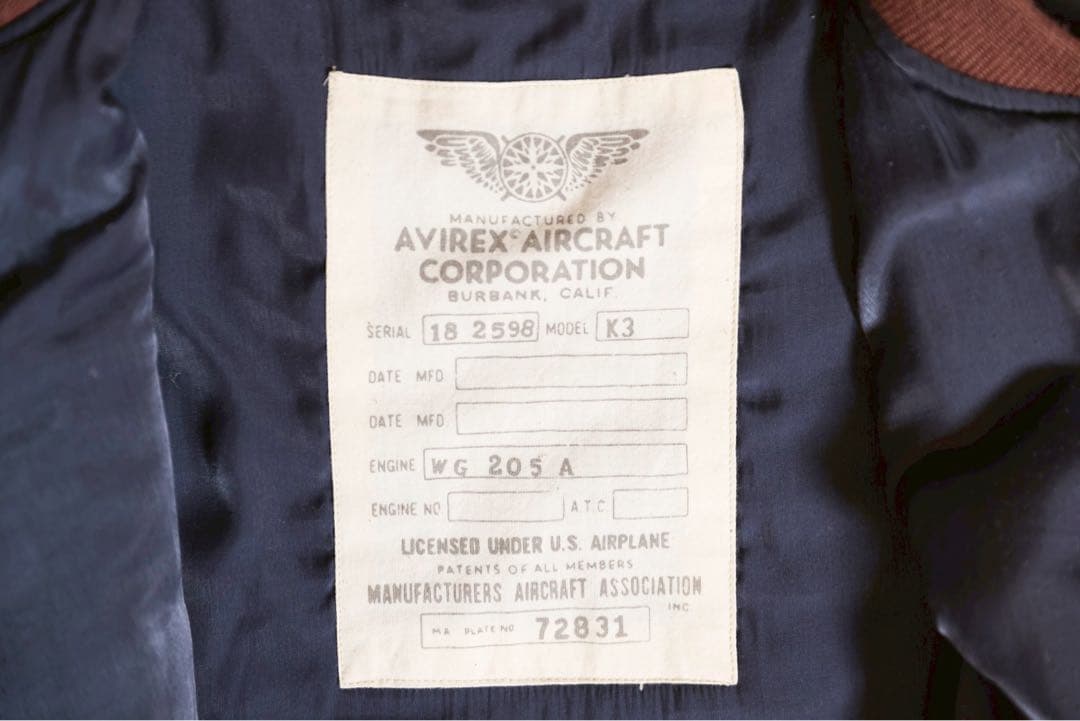 MANUFACTURED BY
AVIREX© AIRCRAFT
CORPORATION
BURBANK, CALIF.
SERIAL 18 2598 MODEL K3
DATE MFD
DATE MFD
ENGINE WG 205 A
ENGINE NO A.T.C.
LICENSED UNDER U.S. AIRPLANE
PATENTS OF ALL MEMBERS
MANUFACTURERS AIRCRAFT ASSOCIATION
INC
MA PLATE NO 72831